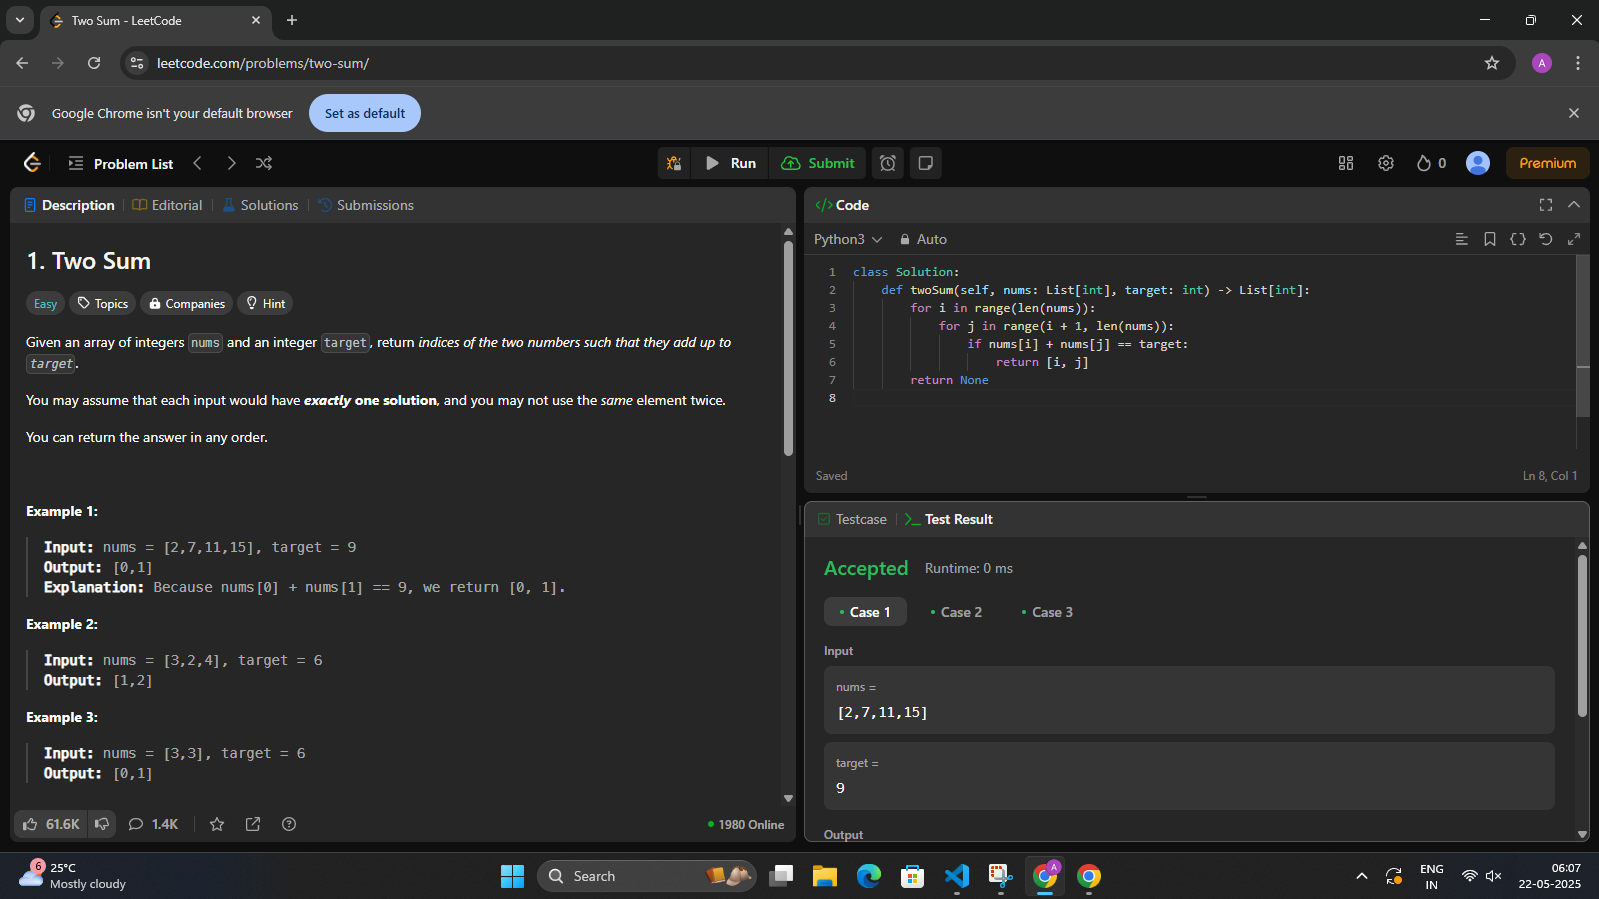 Two Sum - LeetCode
leetcode.com/problems/two-sum/
A
Google Chrome isn't your default browser
Set as default
Problem List
Run
Submit
0
Premium
Description
Editorial
Solutions
Submissions
1. Two Sum
Easy
Topics
Companies
Hint
Given an array of integers nums and an integer target, return indices of the two numbers such that they add up to
target.
You may assume that each input would have exactly one solution, and you may not use the same element twice.
You can return the answer in any order.
Example 1:
Input: nums = [2,7,11,15], target = 9
Output: [0,1]
Explanation: Because nums[0] + nums[1] == 9, we return [0, 1].
Example 2:
Input: nums = [3,2,4], target = 6
Output: [1,2]
Example 3:
Input: nums = [3,3], target = 6
Output: [0,1]
61.6K
1.4K
1980 Online
</> Code
Python3
Auto
1 class Solution:
2 def twoSum(self, nums: List[int], target: int) -> List[int]:
3 for i in range(len(nums)):
4 for j in range(i + 1, len(nums)):
5 if nums[i] + nums[j] == target:
6 return [i, j]
7 return None
8
Saved
Ln 8, Col 1
Testcase
>_ Test Result
Accepted
Runtime: 0 ms
Case 1
Case 2
Case 3
Input
nums =
[2,7,11,15]
target =
9
Output
6
25°C
Mostly cloudy
Search
A
ENG
IN
06:07
22-05-2025